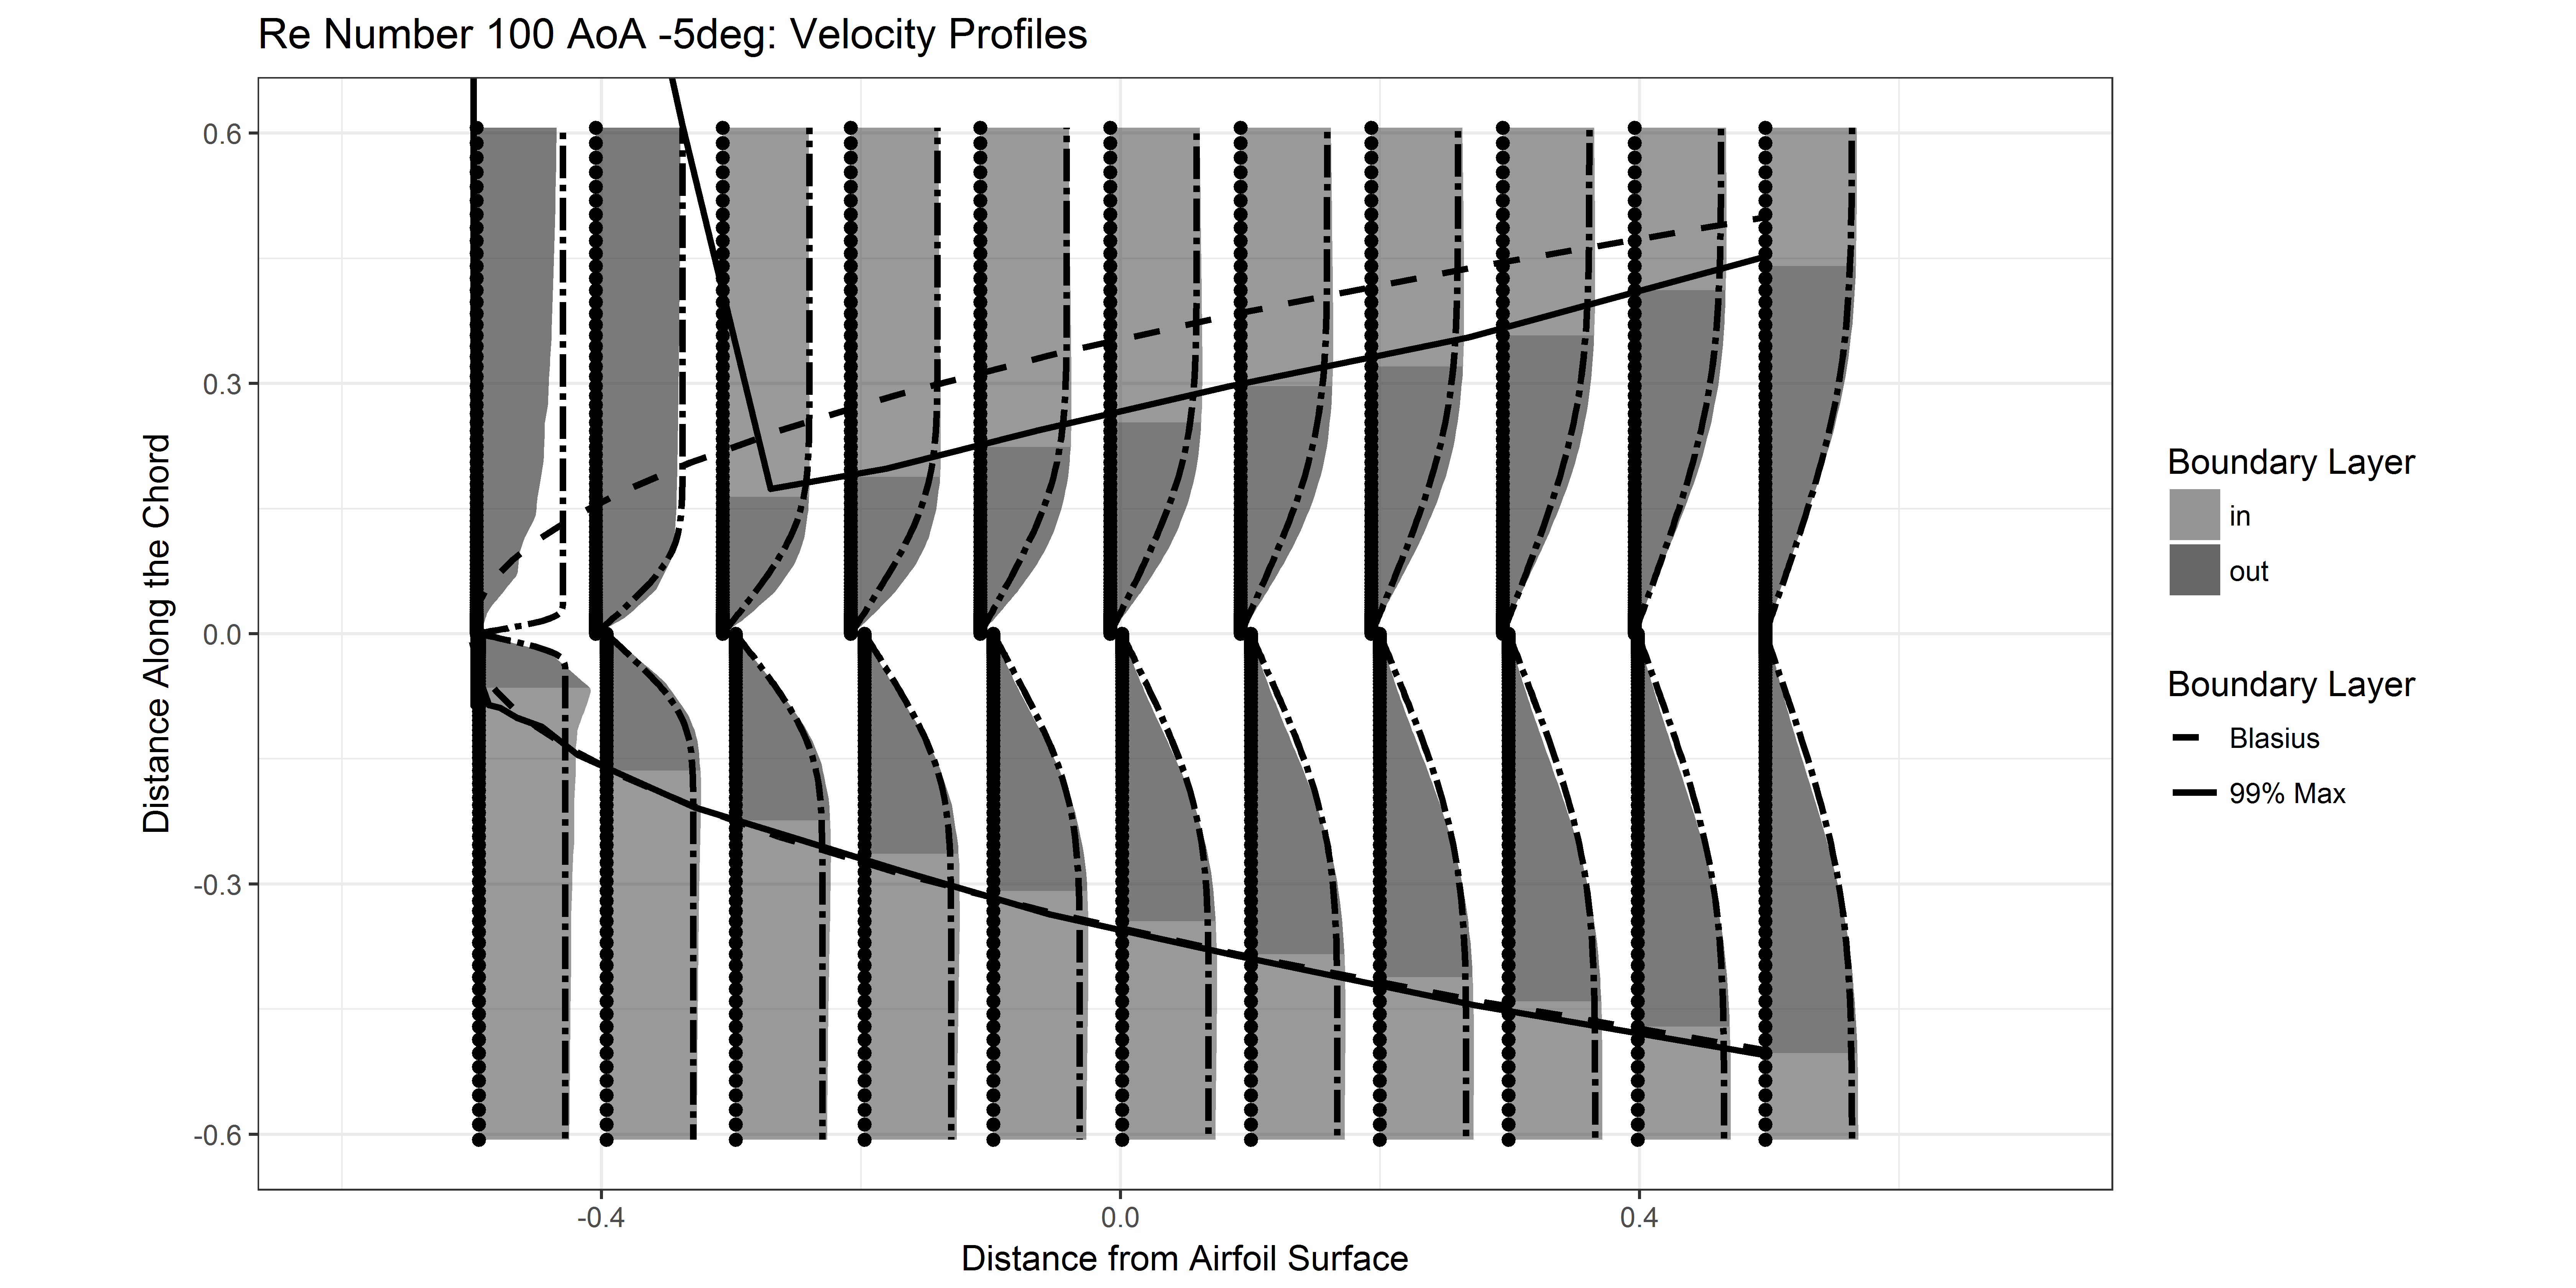 Re Number 100 AoA -5deg: Velocity Profiles
Distance Along the Chord
0.6
0.3
0.0
-0.3
-0.6
-0.4
0.0
0.4
Distance from Airfoil Surface
Boundary Layer
in
out
Boundary Layer
Blasius
99% Max